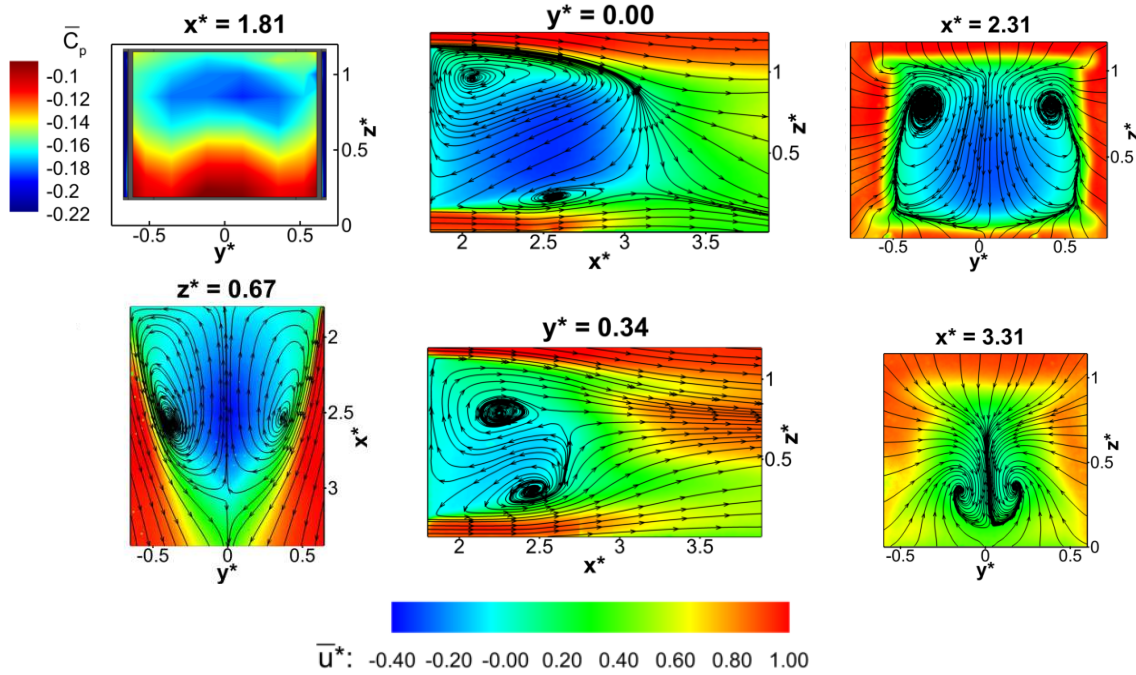 C̅p
-0.1
-0.12
-0.14
-0.16
-0.18
-0.2
-0.22
x* = 1.81
1
z*
0.5
0
-0.5 0 0.5
y*
y* = 0.00
1
z*
0.5
2 2.5 3 3.5
x*
x* = 2.31
1
z*
0.5
-0.5 0 0.5
y*
z* = 0.67
2
2.5
x*
3
-0.5 0 0.5
y*
y* = 0.34
1
z*
0.5
2 2.5 3 3.5
x*
x* = 3.31
1
z*
0.5
0
-0.5 0 0.5
y*
u̅*: -0.40 -0.20 -0.00 0.20 0.40 0.60 0.80 1.00